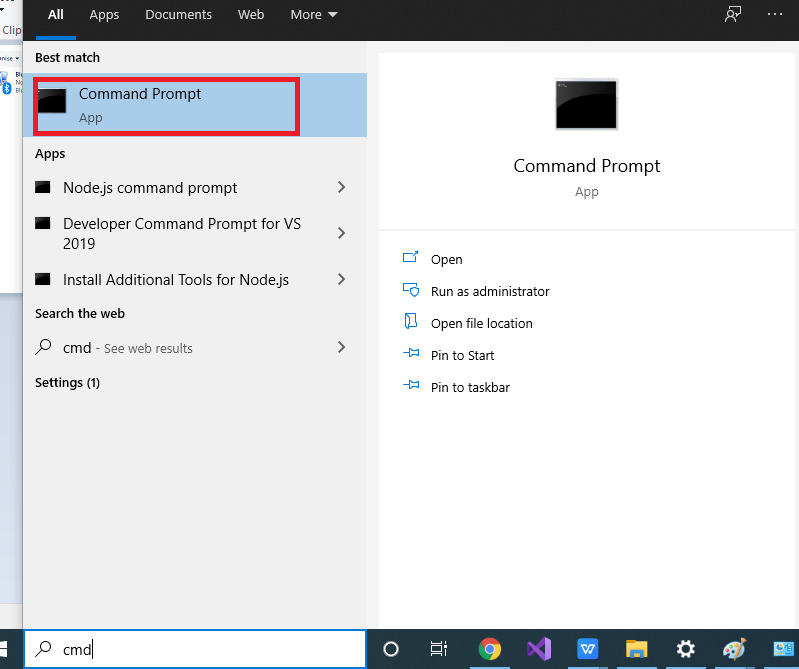 All Apps Documents Web More
Clip
Best match
Command Prompt
App
Apps
Node.js command prompt
Developer Command Prompt for VS
2019
Install Additional Tools for Node.js
Search the web
cmd - See web results
Settings (1)
Command Prompt
App
Open
Run as administrator
Open file location
Pin to Start
Pin to taskbar
cmd
W